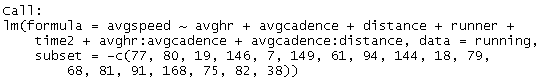 Call:
lm(formula = avgspeed ~ avghr + avgcadence + distance + runner +
time2 + avghr:avgcadence + avgcadence:distance, data = running,
subset = -c(77, 80, 19, 146, 7, 149, 61, 94, 144, 18, 79,
68, 81, 91, 168, 75, 82, 38))